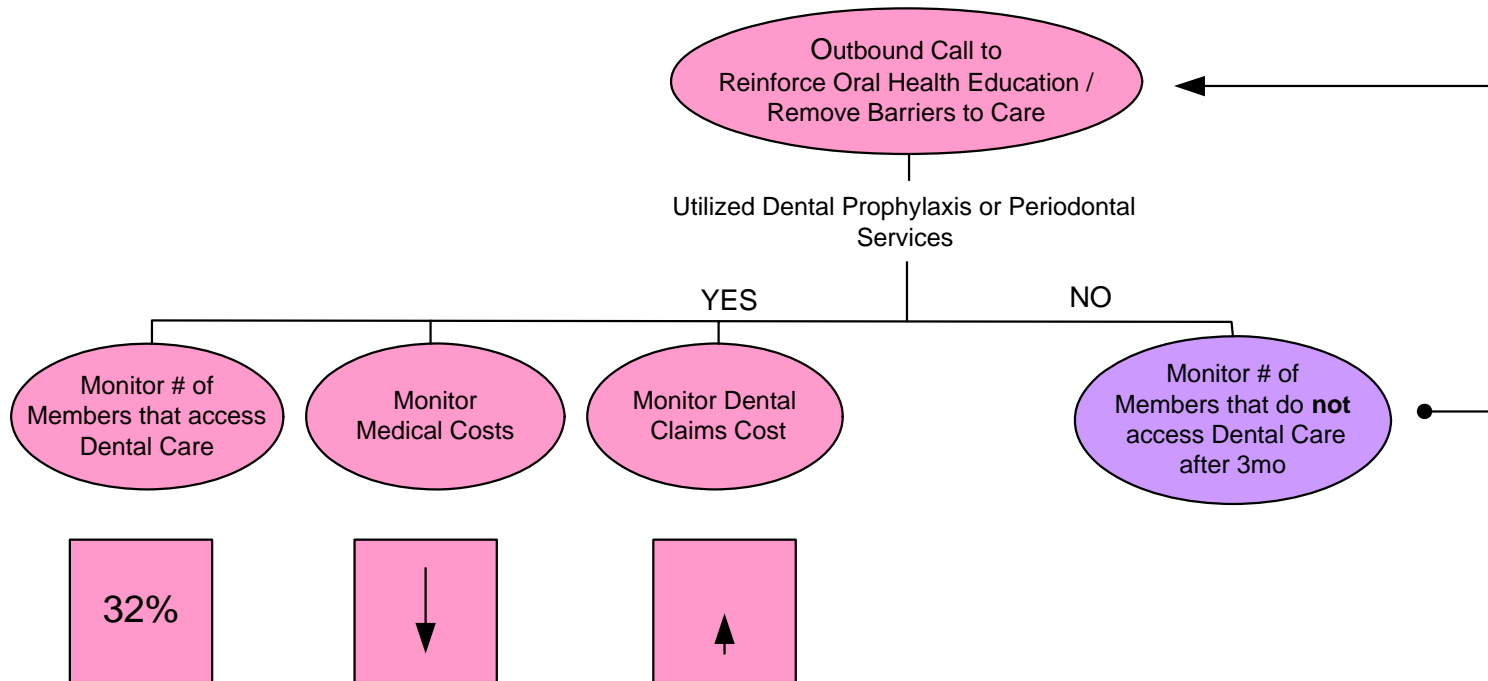 Outbound Call to
Reinforce Oral Health Education /
Remove Barriers to Care
Utilized Dental Prophylaxis or Periodontal
Services
YES
NO
Monitor # of
Members that access
Dental Care
Monitor
Medical Costs
Monitor Dental
Claims Cost
Monitor # of
Members that do not
access Dental Care
after 3mo
32%